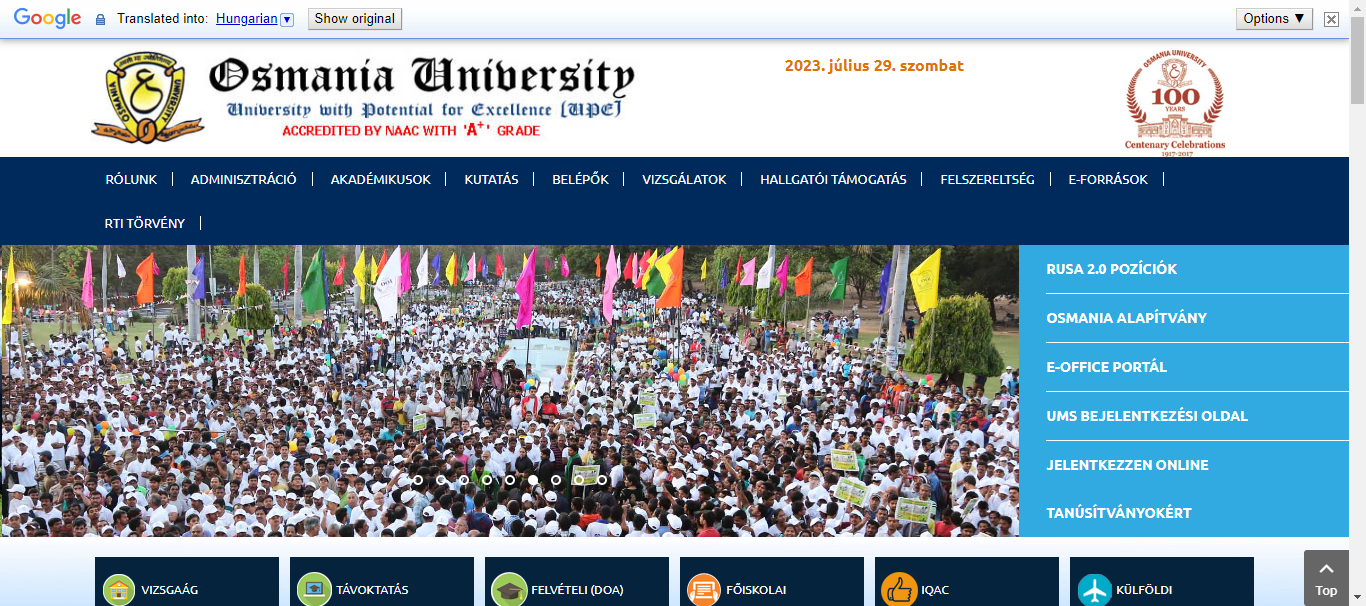 Google Translated into: Hungarian ▼ Show original Options ▼
Osmania University
University with Potential for Excellence [UPE]
ACCREDITED BY NAAC WITH 'A+' GRADE
2023. július 29. szombat
OSMANIA UNIVERSITY
100
YEARS
Centenary Celebrations
1917-2017
RÓLUNK ADMINISZTRÁCIÓ AKADÉMIKUSOK KUTATÁS BELÉPŐK VIZSGÁLATOK HALLGATÓI TÁMOGATÁS FELSZERELTSÉG E-FORRÁSOK
RTI TÖRVÉNY
RUSA 2.0 POZÍCIÓK
OSMANIA ALAPÍTVÁNY
E-OFFICE PORTÁL
UMS BEJELENTKEZÉSI OLDAL
JELENTKEZZEN ONLINE
TANÚSÍTVÁNYOKÉRT
VIZSGAÁG TÁVOKTATÁS FELVÉTELI (DOA) FŐISKOLAI IQAC KÜLFÖLDI
Top